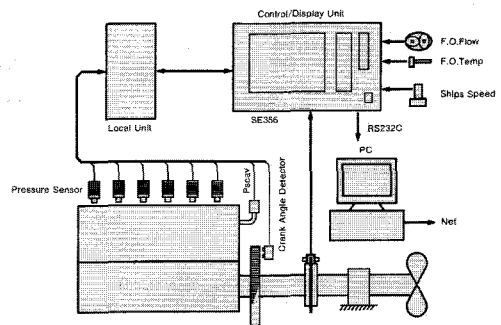 Control/Display Unit
F.O.Flow
F.O.Temp
Ships Speed
Local Unit
SE356
RS232C
PC
Pressure Sensor
Pscav
Crank Angle Detector
Net